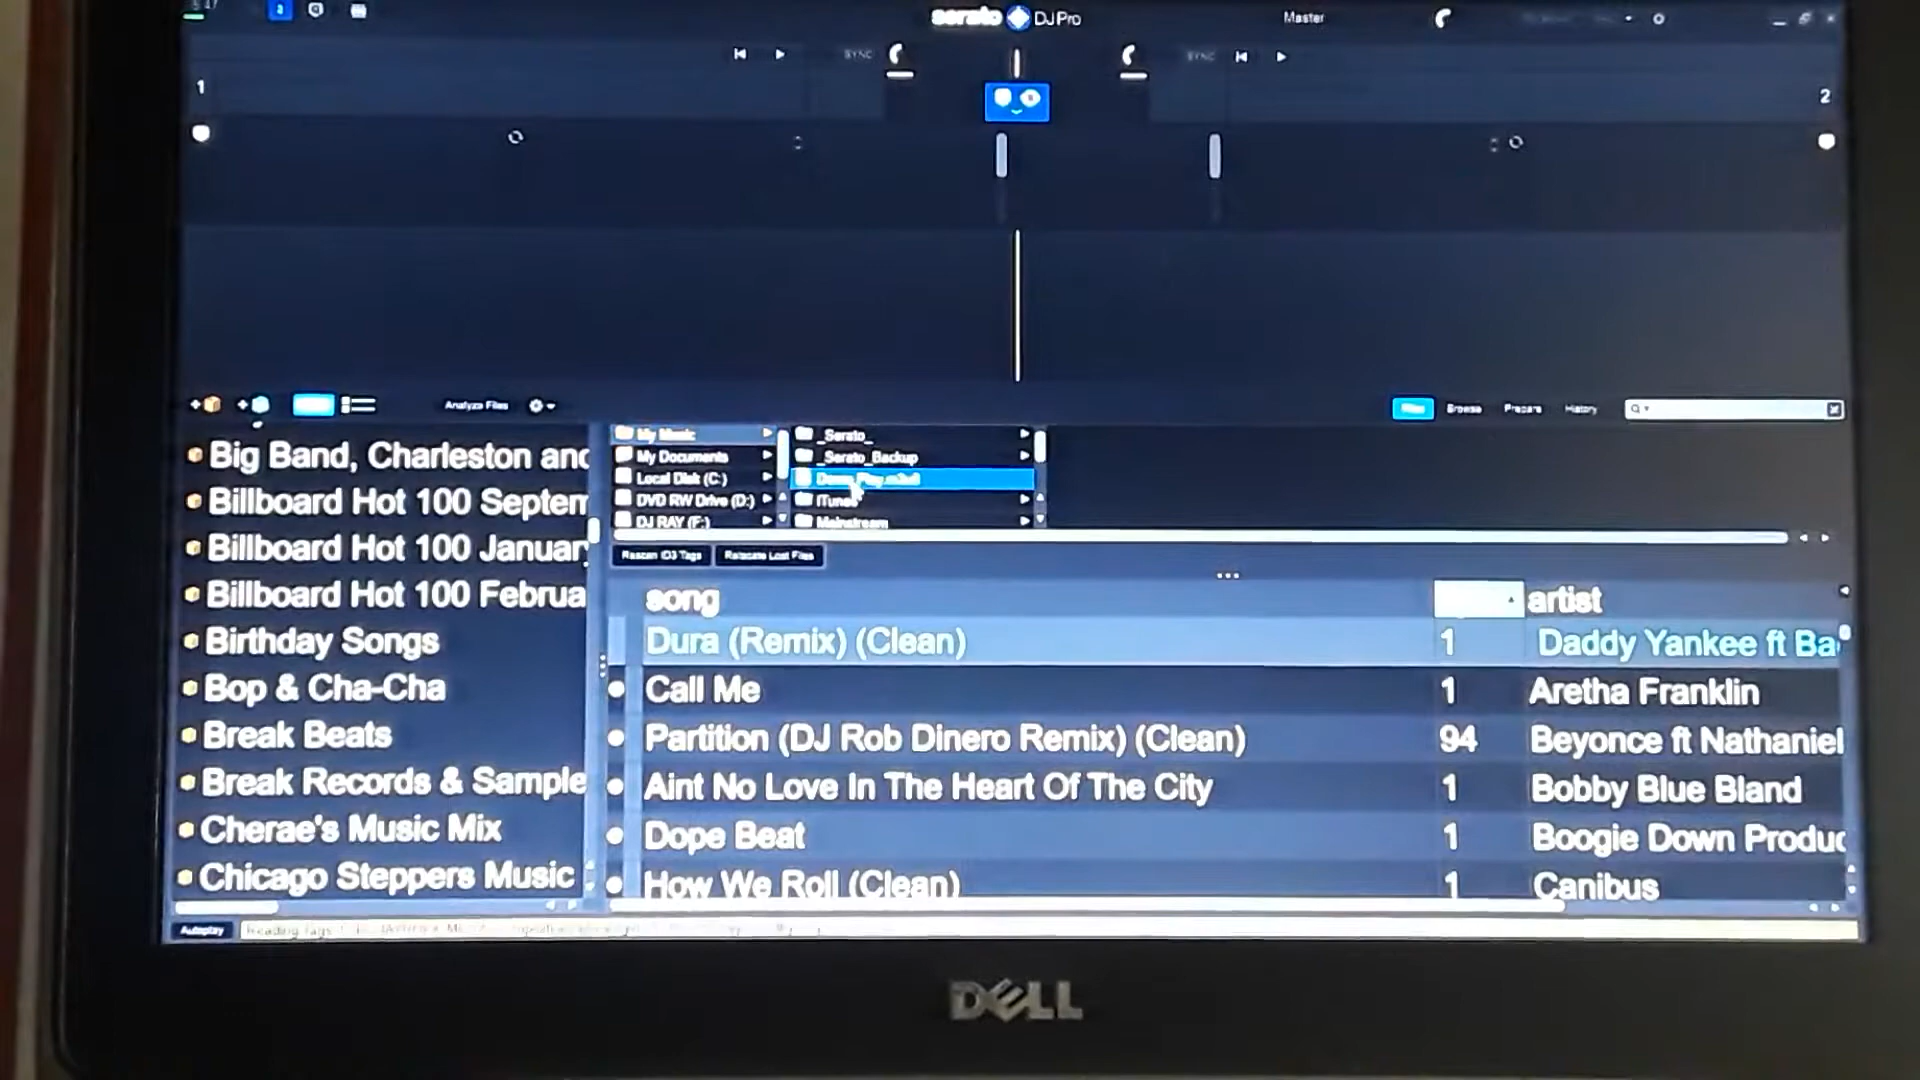 serato DJ Pro
Master
SYNC
SYNC
1
2
Analyze Files
Files
Browse
Prepare
History
My Music
My Documents
Local Disk (C:)
DVD RW Drive (D:)
DJ RAY (F:)
_Serato_
_Serato_Backup
iTunes
Mainstream
Rescan ID3 Tags
Relocate Lost Files
Big Band, Charleston and
Billboard Hot 100 Septem
Billboard Hot 100 January
Billboard Hot 100 Februa
Birthday Songs
Bop & Cha-Cha
Break Beats
Break Records & Sample
Cherae's Music Mix
Chicago Steppers Music
song artist
Dura (Remix) (Clean) 1 Daddy Yankee ft Ba
Call Me 1 Aretha Franklin
Partition (DJ Rob Dinero Remix) (Clean) 94 Beyonce ft Nathaniel
Aint No Love In The Heart Of The City 1 Bobby Blue Bland
Dope Beat 1 Boogie Down Produc
How We Roll (Clean) 1 Canibus
Autoplay
Reading Tags
DELL